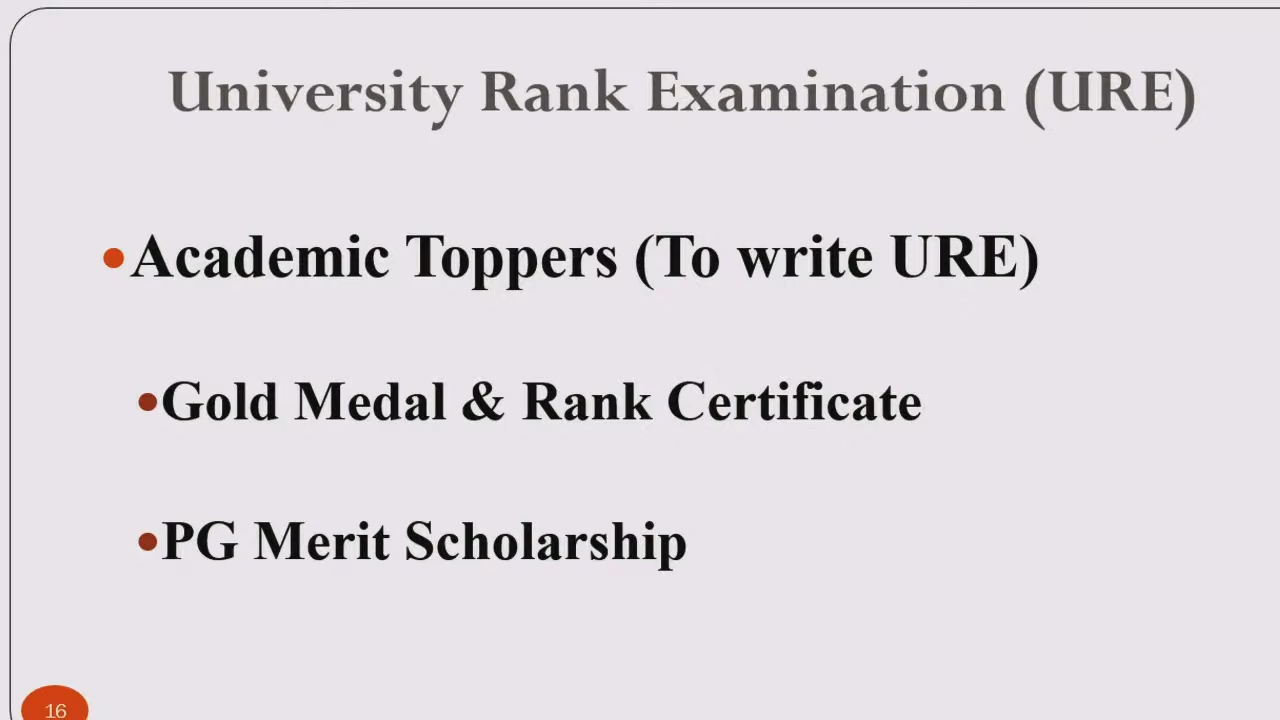 University Rank Examination (URE)
•Academic Toppers (To write URE)
•Gold Medal & Rank Certificate
•PG Merit Scholarship
16